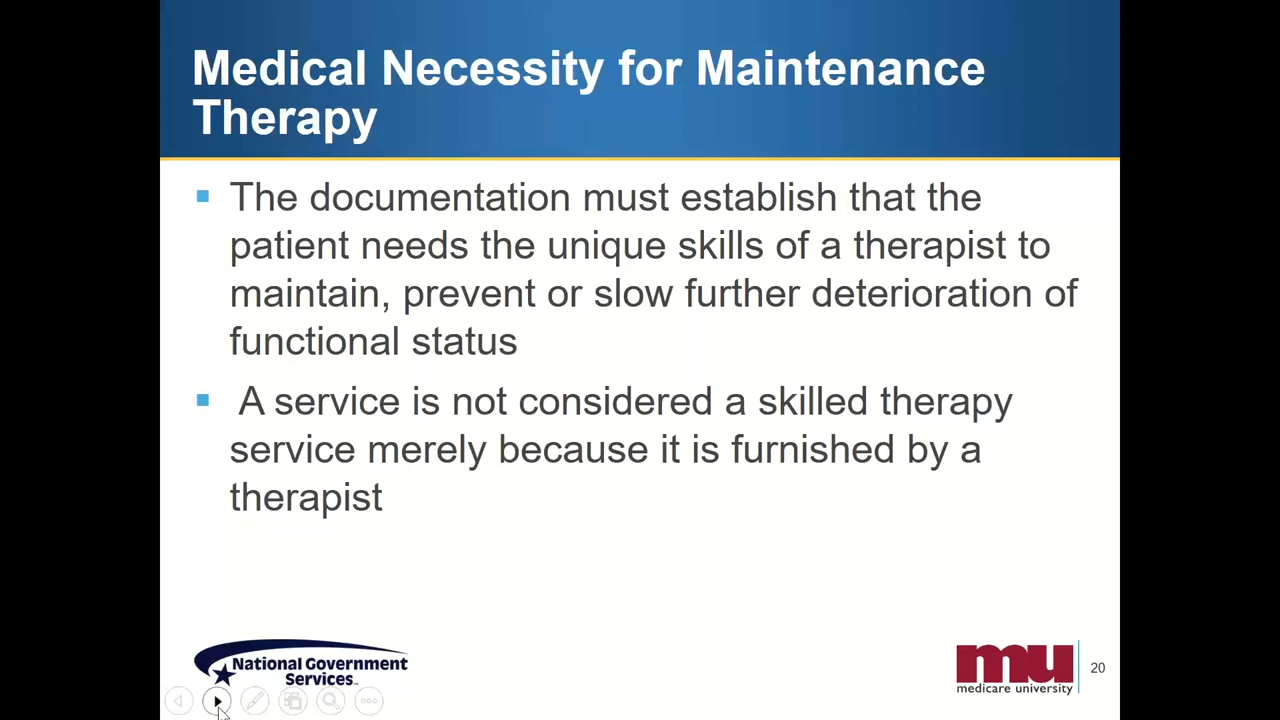 Medical Necessity for Maintenance
Therapy
The documentation must establish that the
patient needs the unique skills of a therapist to
maintain, prevent or slow further deterioration of
functional status
A service is not considered a skilled therapy
service merely because it is furnished by a
therapist
National Government
Services
mu
medicare university
20